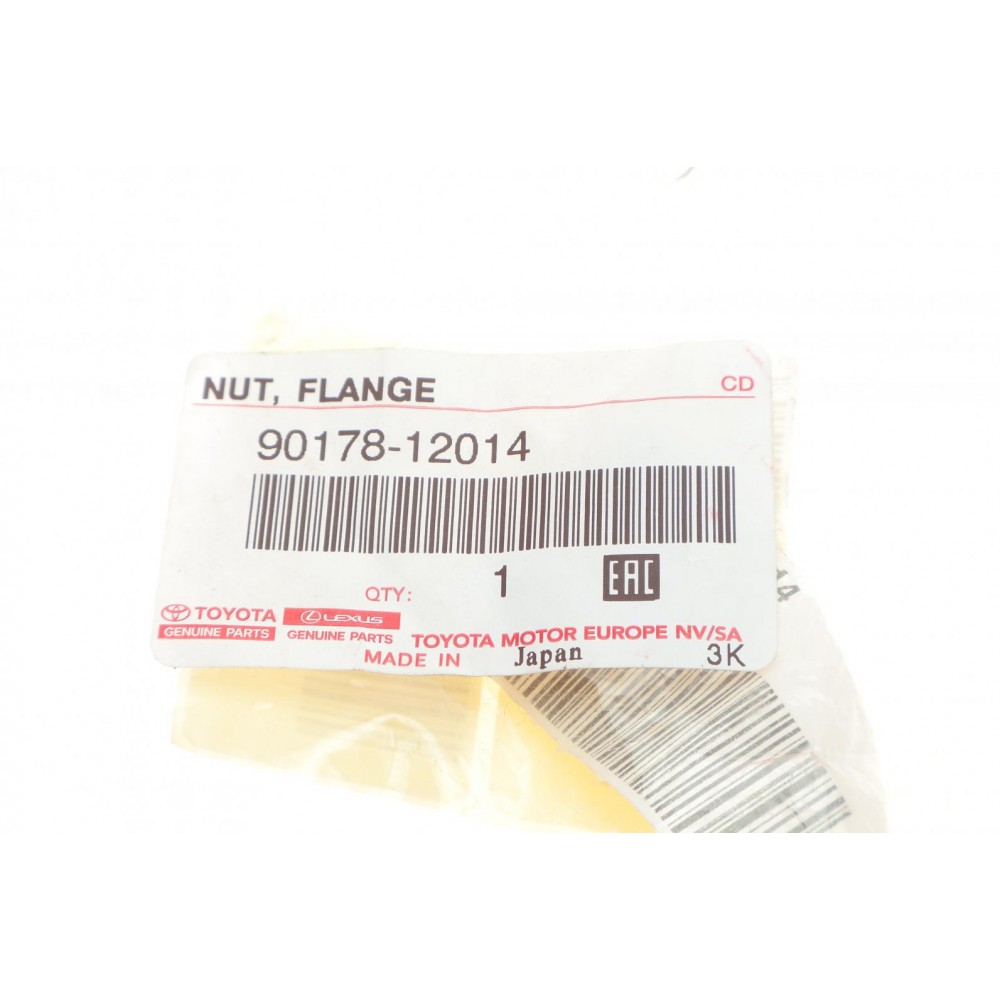 NUT, FLANGE CD
90178-12014
QTY: 1 EAC
TOYOTA LEXUS
GENUINE PARTS GENUINE PARTS TOYOTA MOTOR EUROPE NV/SA
MADE IN Japan 3K
14